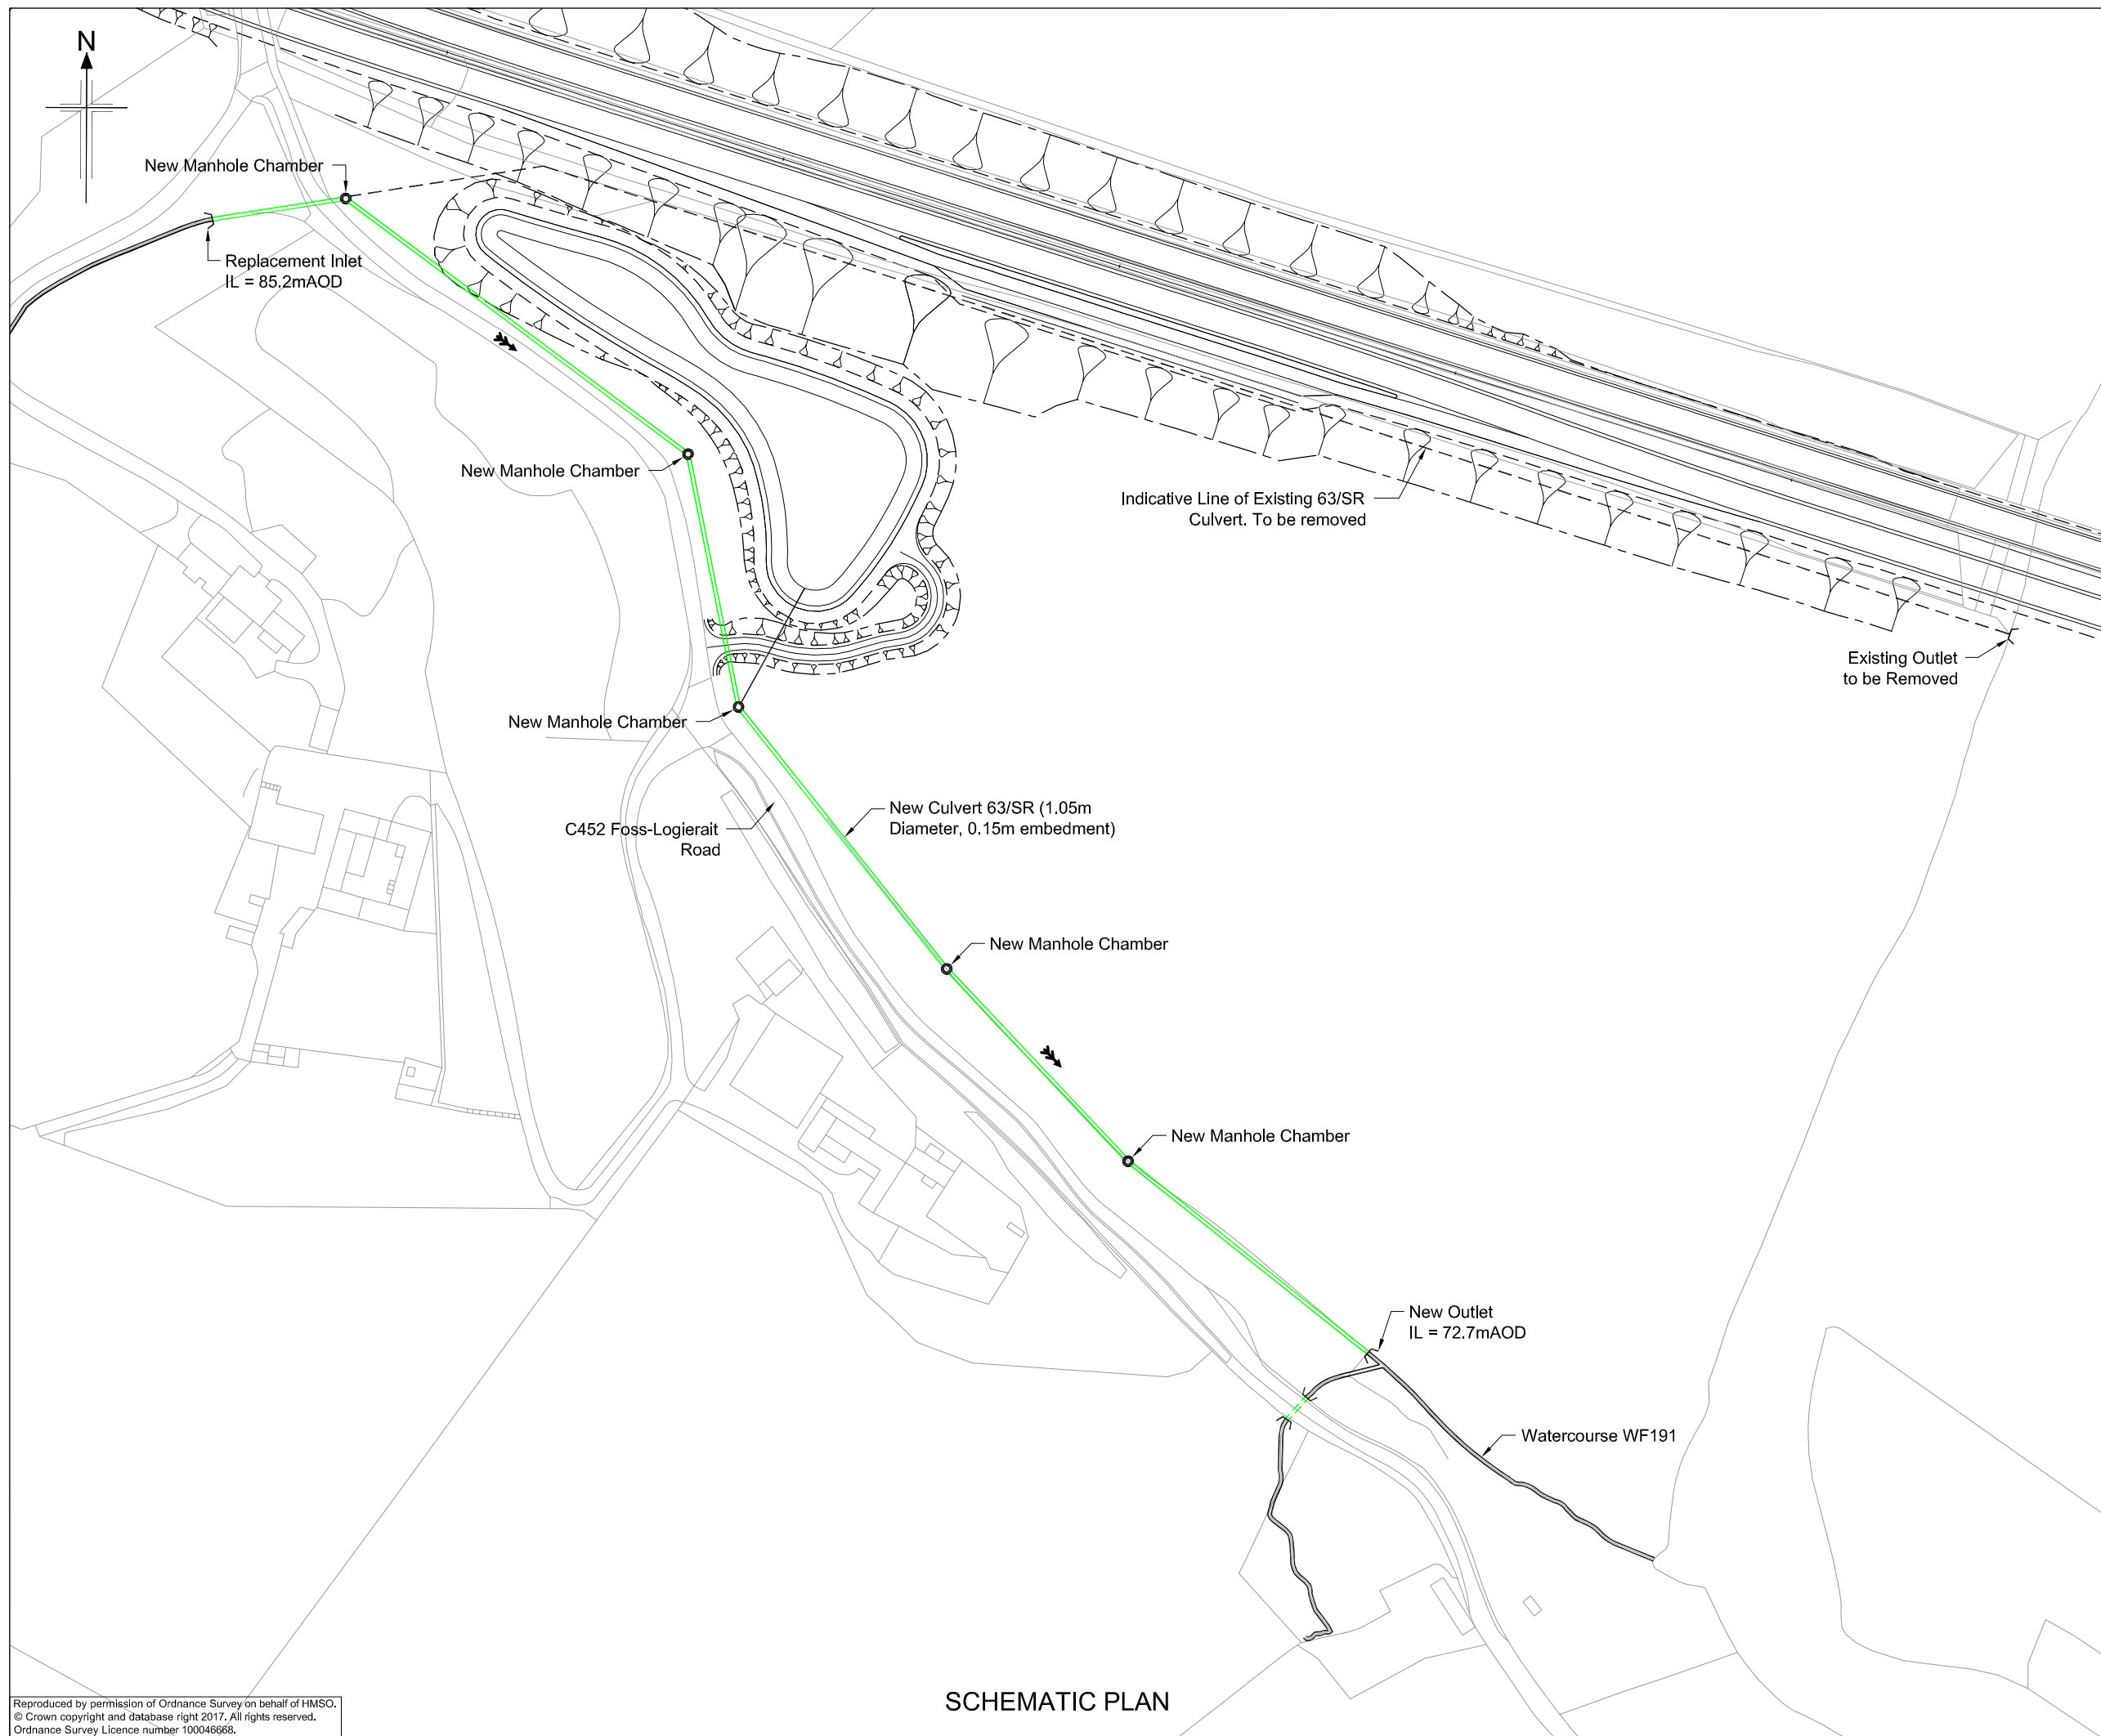 N
New Manhole Chamber
Replacement Inlet
IL = 85.2mAOD
New Manhole Chamber
Indicative Line of Existing 63/SR
Culvert. To be removed
Existing Outlet
to be Removed
New Manhole Chamber
New Culvert 63/SR (1.05m
Diameter, 0.15m embedment)
C452 Foss-Logierait
Road
New Manhole Chamber
New Manhole Chamber
New Outlet
IL = 72.7mAOD
Watercourse WF191
SCHEMATIC PLAN
Reproduced by permission of Ordnance Survey on behalf of HMSO.
© Crown copyright and database right 2017. All rights reserved.
Ordnance Survey Licence number 100046668.